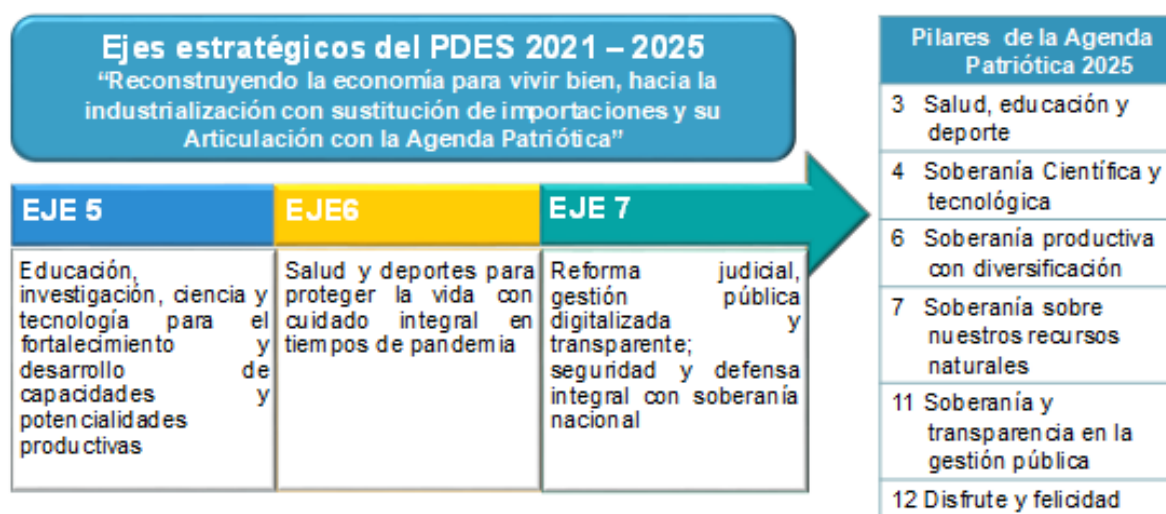 Ejes estratégicos del PDES 2021 – 2025
“Reconstruyendo la economía para vivir bien, hacia la
industrialización con sustitución de importaciones y su
Articulación con la Agenda Patriótica”
EJE 5
Educación,
investigación, ciencia y
tecnología para el
fortalecimiento y
desarrollo de
capacidades y
potencialidades
productivas
EJE6
Salud y deportes para
proteger la vida con
cuidado integral en
tiempos de pandemia
EJE 7
Reforma judicial,
gestión pública
digitalizada y
transparente;
seguridad y defensa
integral con soberanía
nacional
Pilares de la Agenda
Patriótica 2025
3 Salud, educación y
deporte
4 Soberanía Científica y
tecnológica
6 Soberanía productiva
con diversificación
7 Soberanía sobre
nuestros recursos
naturales
11 Soberanía y
transparencia en la
gestión pública
12 Disfrute y felicidad